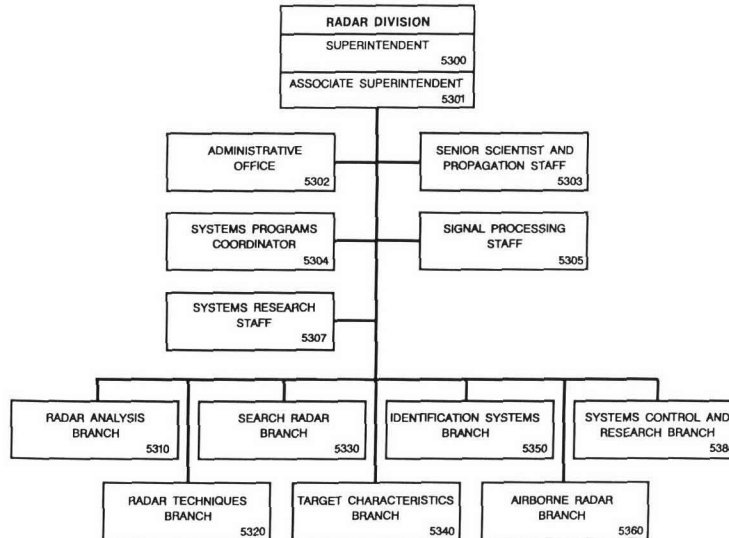 RADAR DIVISION
SUPERINTENDENT
5300
ASSOCIATE SUPERINTENDENT
5301
ADMINISTRATIVE
OFFICE
5302
SENIOR SCIENTIST AND
PROPAGATION STAFF
5303
SYSTEMS PROGRAMS
COORDINATOR
5304
SIGNAL PROCESSING
STAFF
5305
SYSTEMS RESEARCH
STAFF
5307
RADAR ANALYSIS
BRANCH
5310
SEARCH RADAR
BRANCH
5330
IDENTIFICATION SYSTEMS
BRANCH
5350
SYSTEMS CONTROL AND
RESEARCH BRANCH
RADAR TECHNIQUES
BRANCH
5320
TARGET CHARACTERISTICS
BRANCH
5340
AIRBORNE RADAR
BRANCH
5360